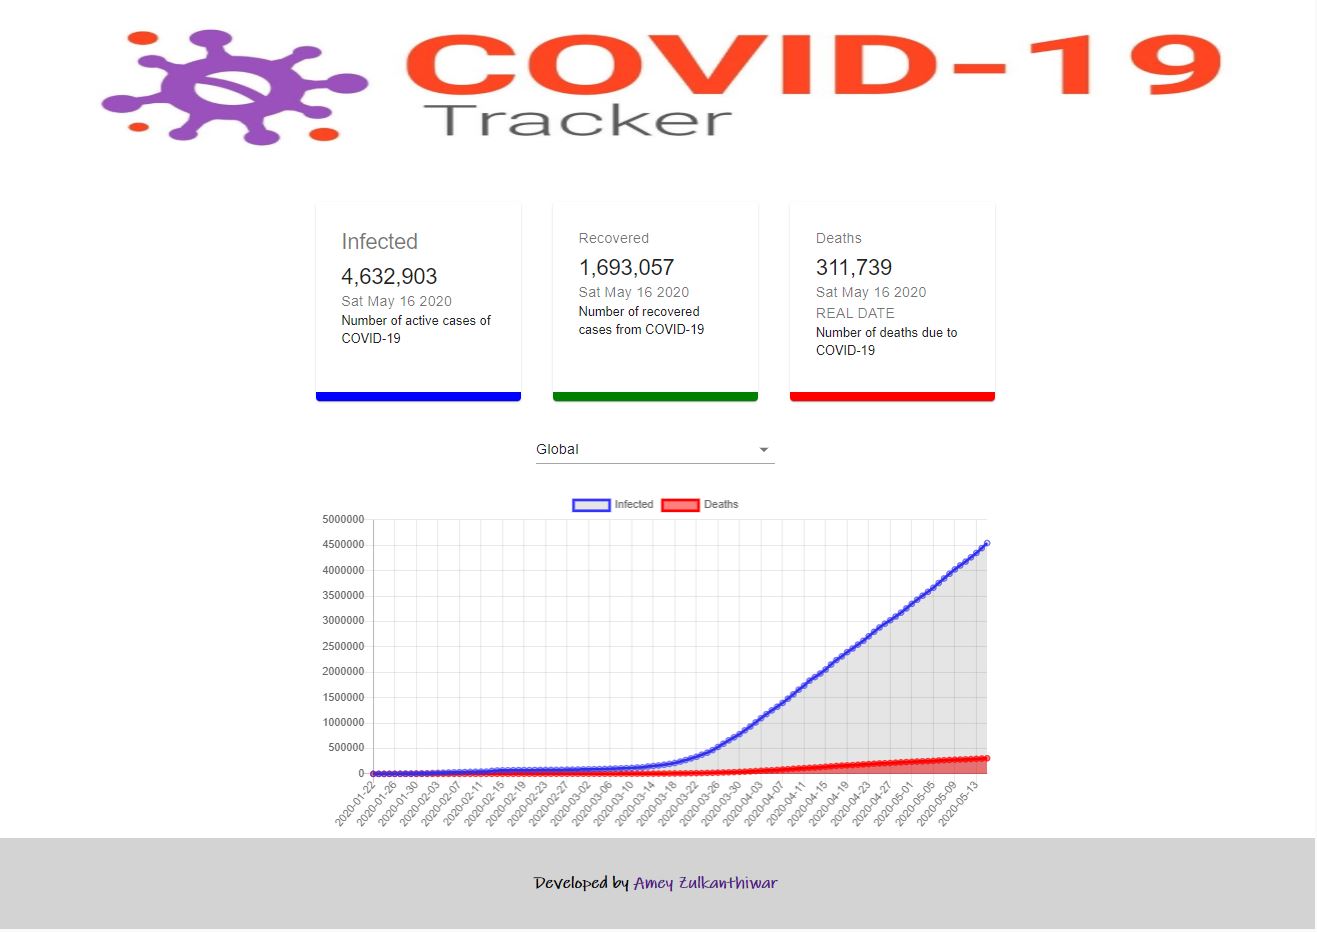 COVID-19
Tracker
Infected
4,632,903
Sat May 16 2020
Number of active cases of
COVID-19
Recovered
1,693,057
Sat May 16 2020
Number of recovered
cases from COVID-19
Deaths
311,739
Sat May 16 2020
REAL DATE
Number of deaths due to
COVID-19
Global
Infected Deaths
5000000
4500000
4000000
3500000
3000000
2500000
2000000
1500000
1000000
500000
0
2020-01-22
2020-01-26
2020-01-30
2020-02-03
2020-02-07
2020-02-11
2020-02-15
2020-02-19
2020-02-23
2020-02-27
2020-03-02
2020-03-06
2020-03-10
2020-03-14
2020-03-18
2020-03-22
2020-03-26
2020-03-30
2020-04-03
2020-04-07
2020-04-11
2020-04-15
2020-04-19
2020-04-23
2020-04-27
2020-05-01
2020-05-05
2020-05-09
2020-05-13
Developed by Amey Zulkanthiwar